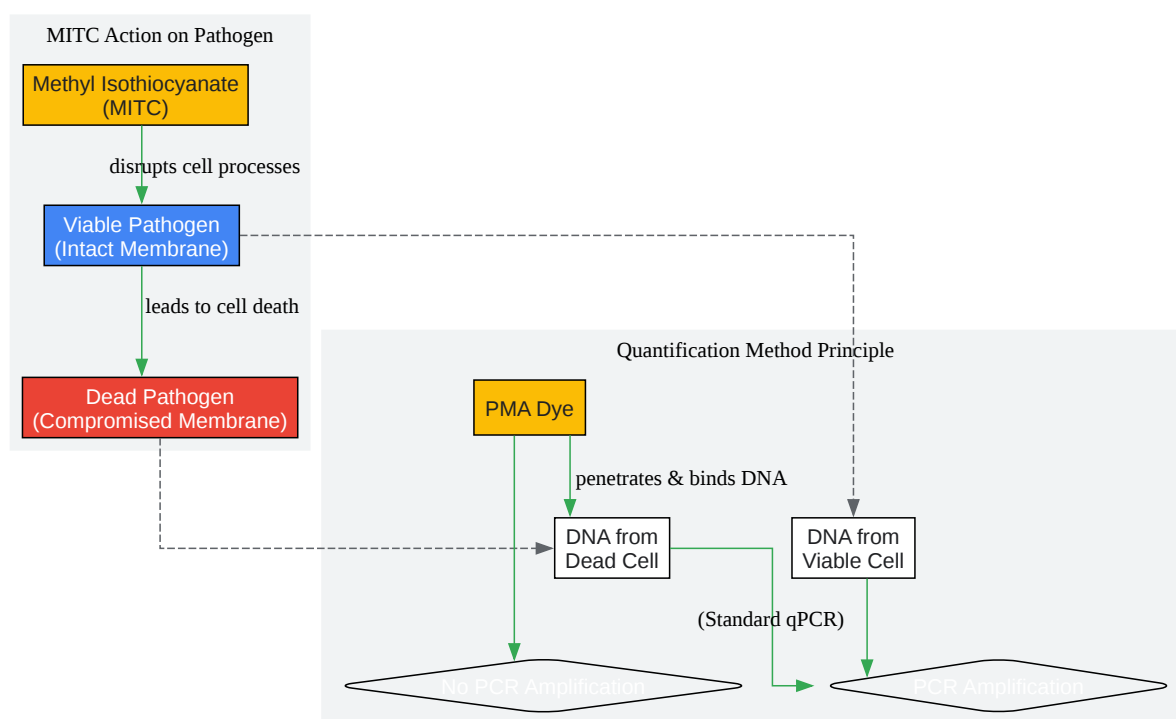 MITC Action on Pathogen
Methyl Isothiocyanate
(MITC)
disrupts cell processes
Viable Pathogen
(Intact Membrane)
leads to cell death
Dead Pathogen
(Compromised Membrane)
Quantification Method Principle
PMA Dye
penetrates & binds DNA
DNA from
Dead Cell
DNA from
Viable Cell
(Standard qPCR)
No PCR Amplification
PCR Amplification